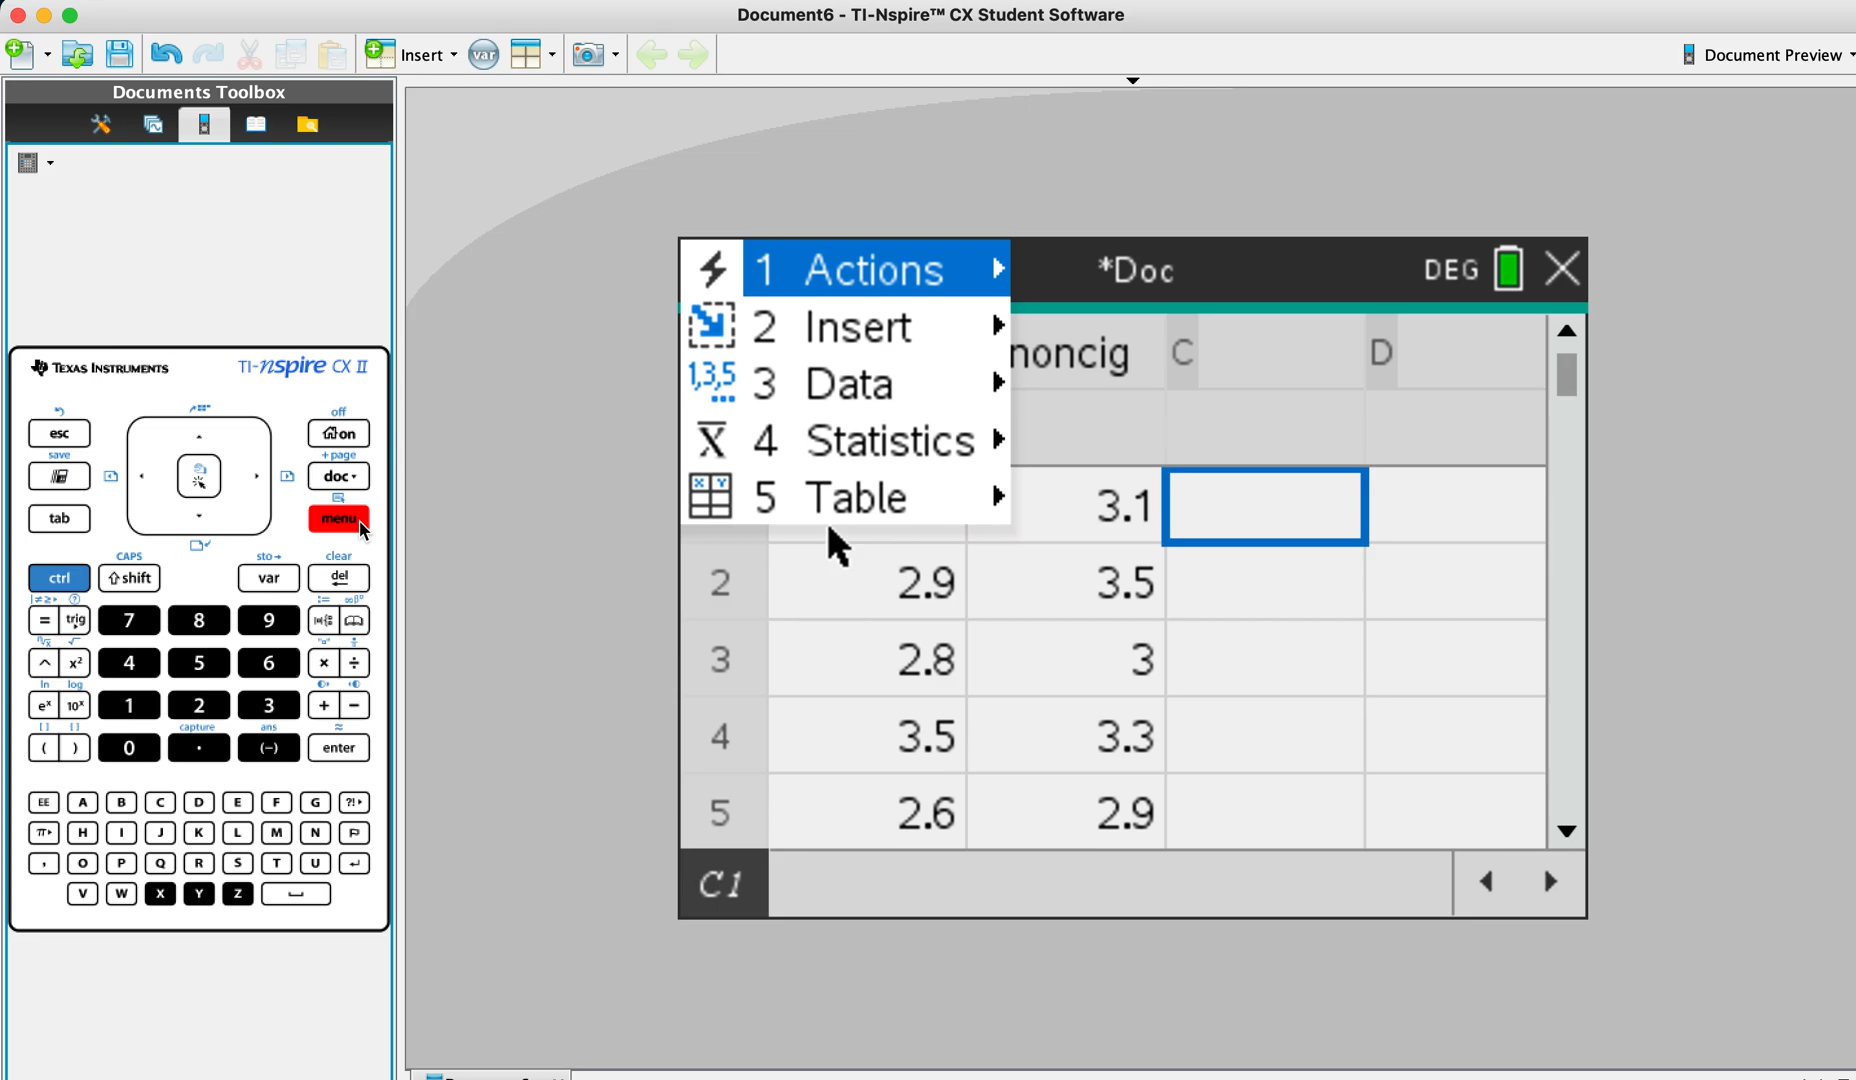 Document6 - TI-Nspire™ CX Student Software
Insert
var
Document Preview
Documents Toolbox
TEXAS INSTRUMENTS TI-nspire CX II
off
esc
on
save
+page
doc
tab
menu
CAPS
sto→
clear
ctrl
shift
var
del
= trig 7 8 9
^ x² 4 5 6 × ÷
ln log
eˣ 10ˣ 1 2 3 + −
[ ] { } capture ans ≈
( ) 0 . (−) enter
EE A B C D E F G ?!▸
π▸ H I J K L M N
, O P Q R S T U
V W X Y Z
1 Actions
2 Insert
3 Data
4 Statistics
5 Table
*Doc
DEG
noncig C D
3.1
2 2.9 3.5
3 2.8 3
4 3.5 3.3
5 2.6 2.9
C1